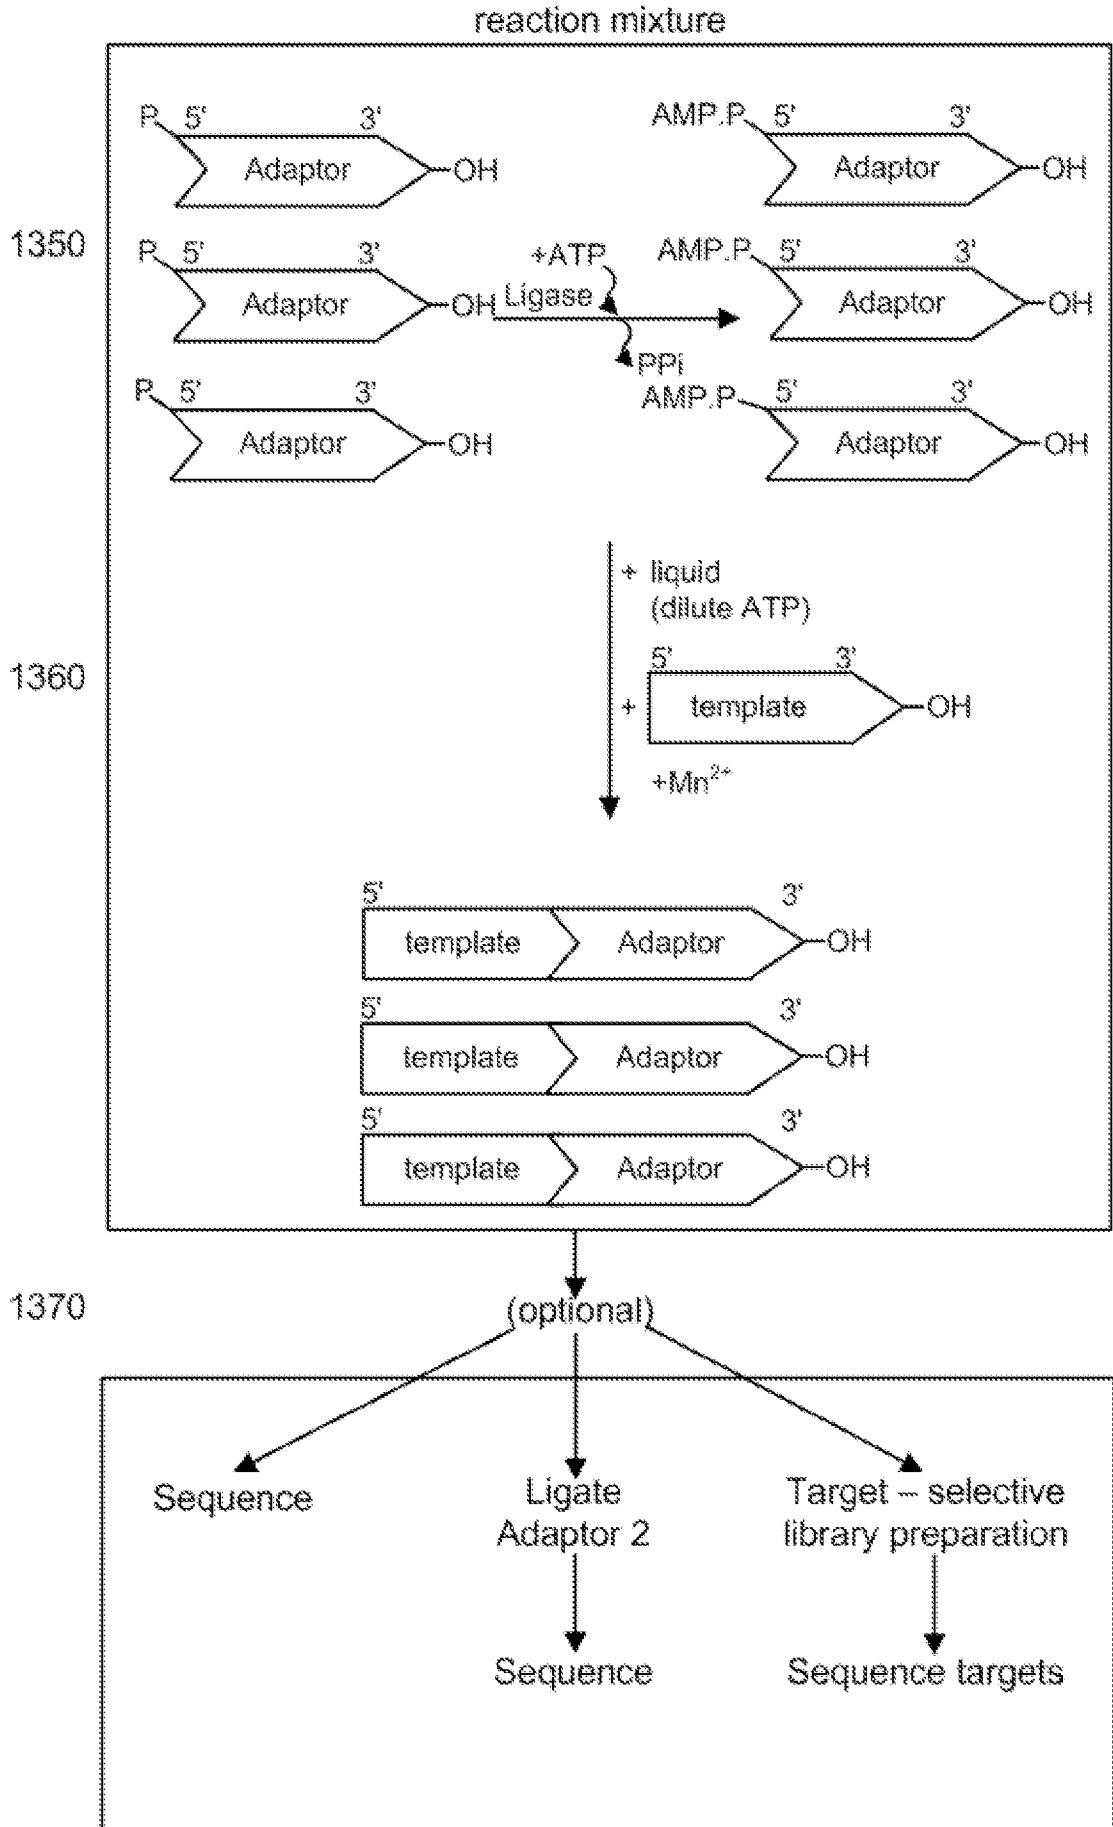 reaction mixture
P 5' 3' AMP.P 5' 3'
Adaptor OH Adaptor OH
1350
P 5' 3' +ATP AMP.P 5' 3'
Adaptor OH Ligase Adaptor OH
PPi
P 5' 3' AMP.P 5' 3'
Adaptor OH Adaptor OH
+ liquid
(dilute ATP)
1360
5' 3'
+ template OH
+Mn²⁺
5' 3'
template Adaptor OH
5' 3'
template Adaptor OH
5' 3'
template Adaptor OH
1370
(optional)
Sequence Ligate Target – selective
Adaptor 2 library preparation
Sequence Sequence targets